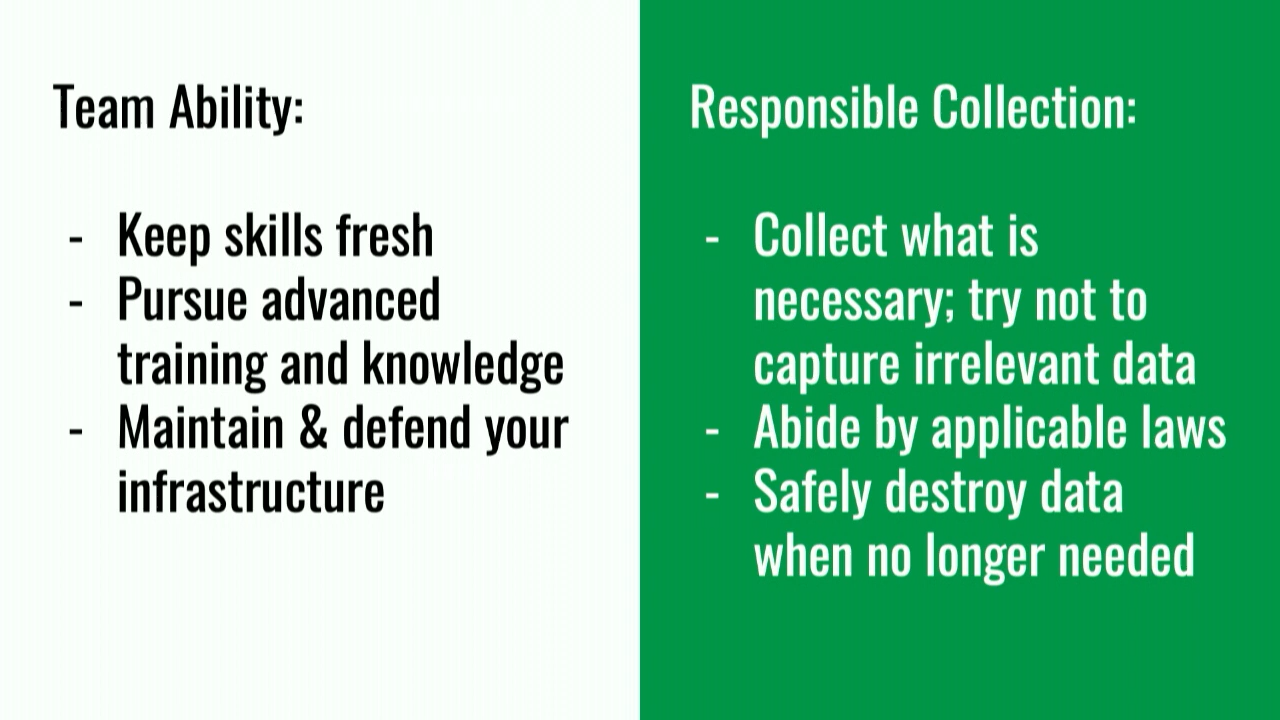 Team Ability:
- Keep skills fresh
- Pursue advanced
training and knowledge
- Maintain & defend your
infrastructure
Responsible Collection:
- Collect what is
necessary; try not to
capture irrelevant data
- Abide by applicable laws
- Safely destroy data
when no longer needed